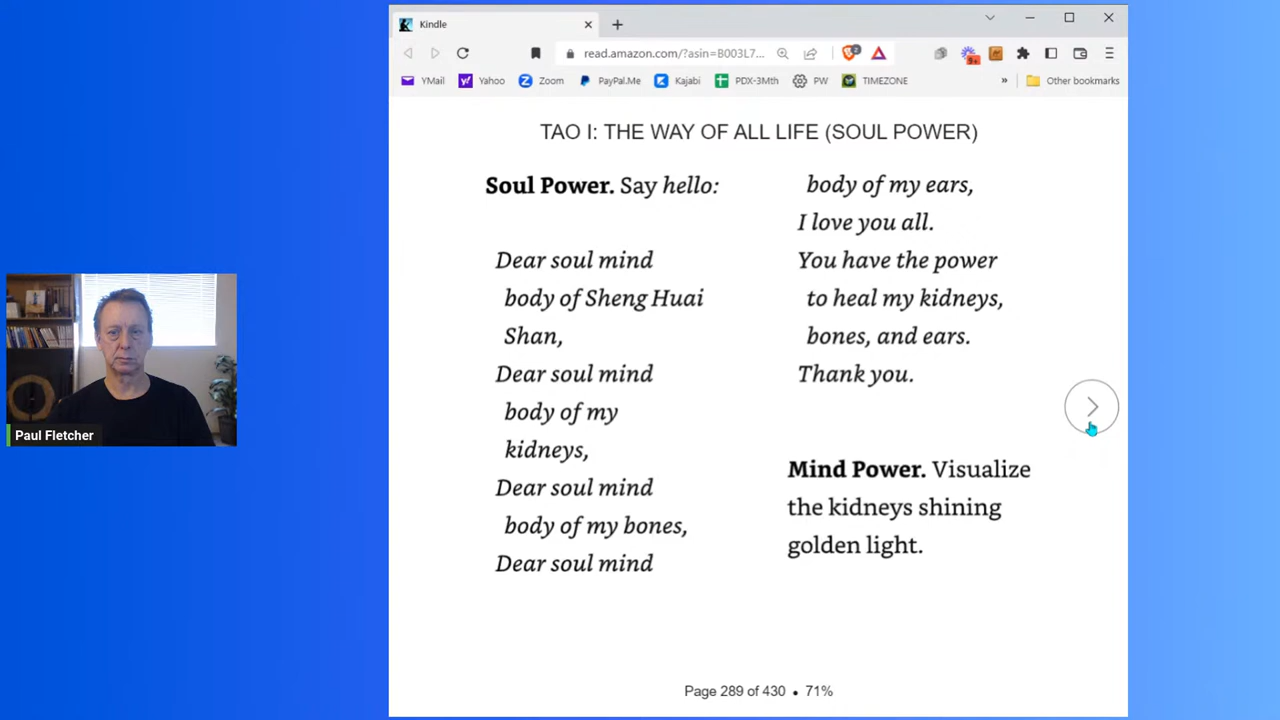 Kindle
read.amazon.com/?asin=B003L7...
2
9+
YMail
Yahoo
Zoom
PayPal.Me
Kajabi
PDX-3Mth
PW
TIMEZONE
»
Other bookmarks
TAO I: THE WAY OF ALL LIFE (SOUL POWER)
Soul Power. Say hello:
Dear soul mind
body of Sheng Huai
Shan,
Dear soul mind
body of my
kidneys,
Dear soul mind
body of my bones,
Dear soul mind
body of my ears,
I love you all.
You have the power
to heal my kidneys,
bones, and ears.
Thank you.
Mind Power. Visualize
the kidneys shining
golden light.
Page 289 of 430 • 71%
Paul Fletcher